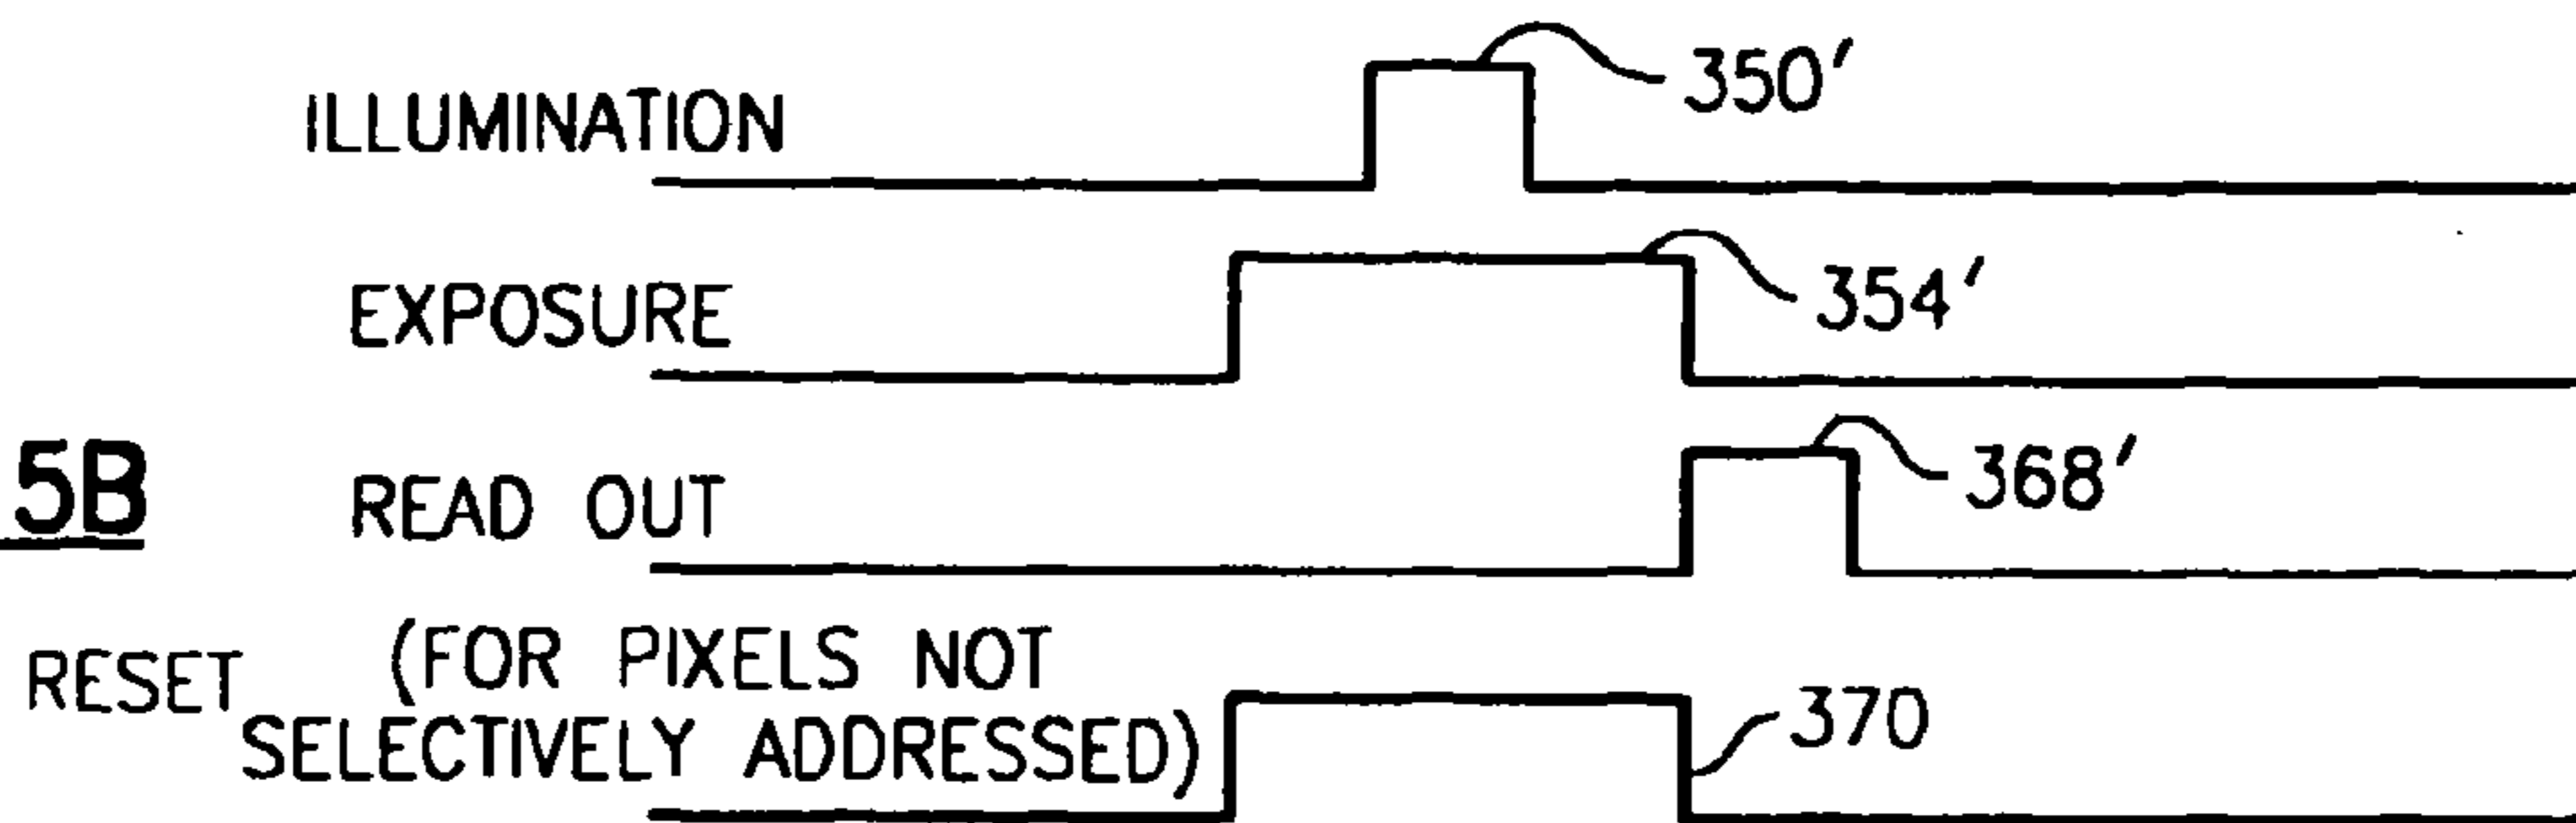 ILLUMINATION
350′
EXPOSURE
354′
5B
READ OUT
368′
RESET (FOR PIXELS NOT
SELECTIVELY ADDRESSED)
370